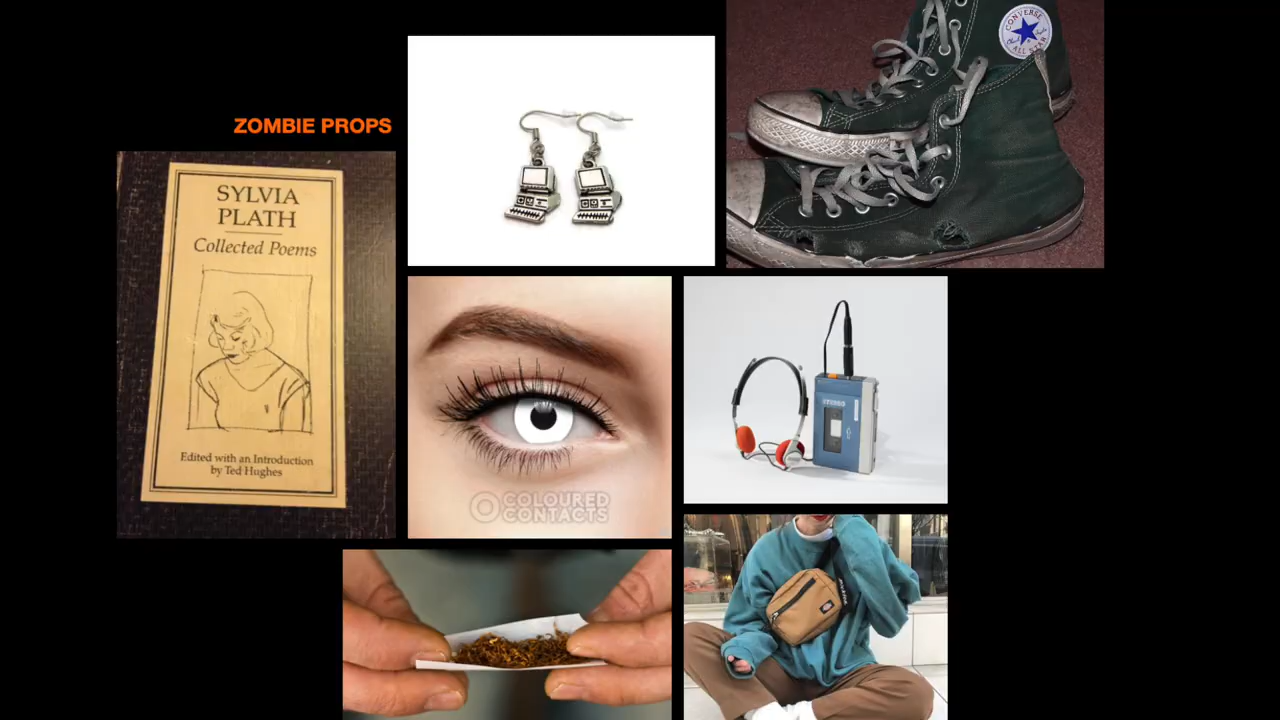 ZOMBIE PROPS
SYLVIA
PLATH
Collected Poems
Edited with an Introduction
by Ted Hughes
CONVERSE
ALL STAR
STEREO
COLOURED
CONTACTS